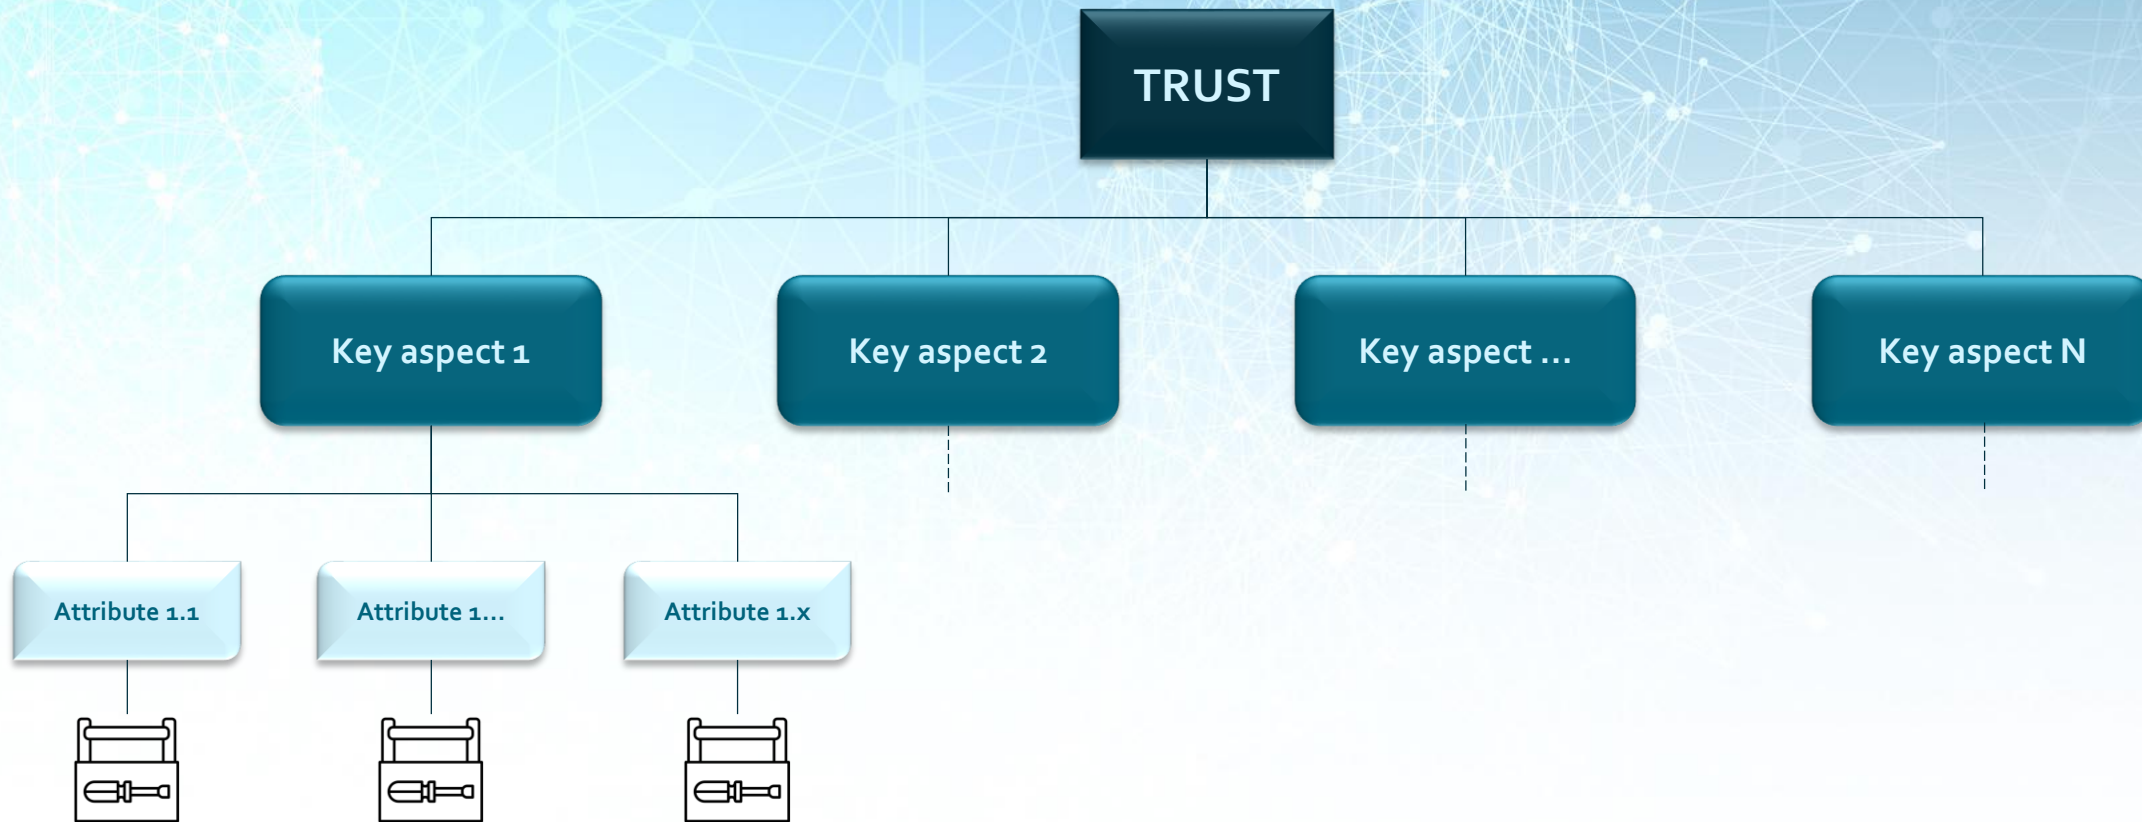 TRUST
Key aspect 1
Key aspect 2
Key aspect ...
Key aspect N
Attribute 1.1
Attribute 1...
Attribute 1.x